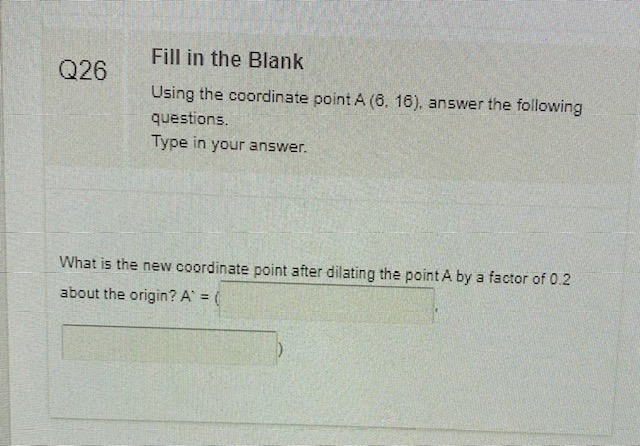 Q26
Fill in the Blank
Using the coordinate point A (6, 16), answer the following
questions.
Type in your answer.
What is the new coordinate point after dilating the point A by a factor of 0.2
about the origin? A` = (
,
)